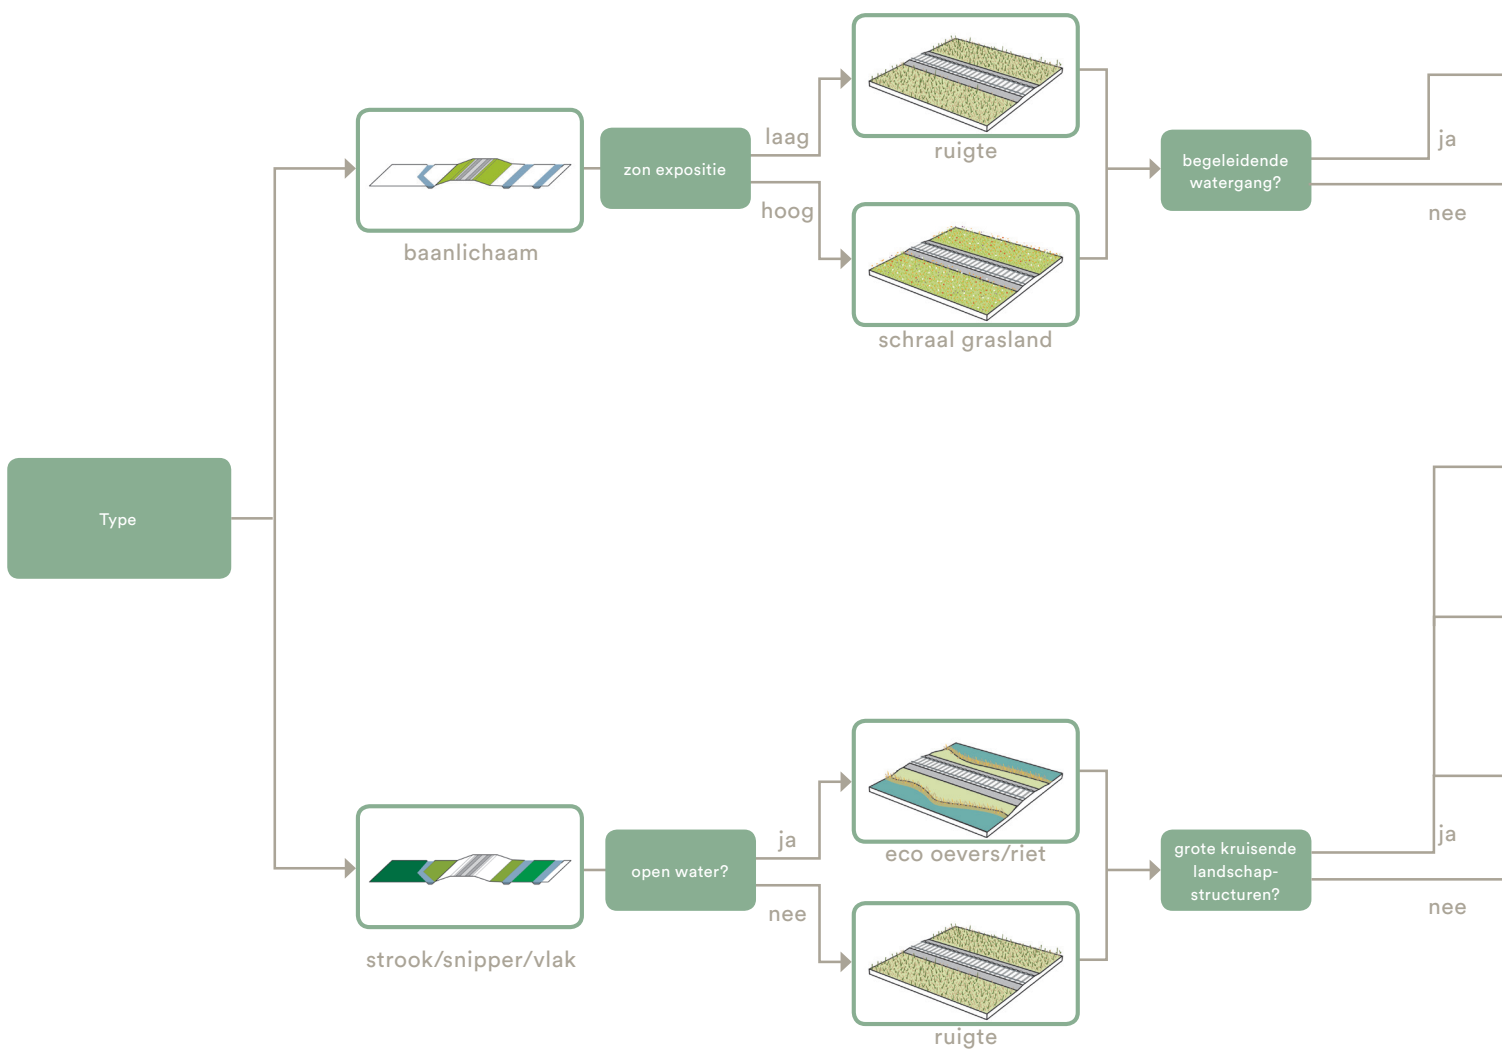 Type
baanlichaam
zon expositie
laag
hoog
ruigte
schraal grasland
begeleidende
watergang?
ja
nee
strook/snipper/vlak
open water?
ja
nee
eco oevers/riet
ruigte
grote kruisende
landschap-
structuren?
ja
nee